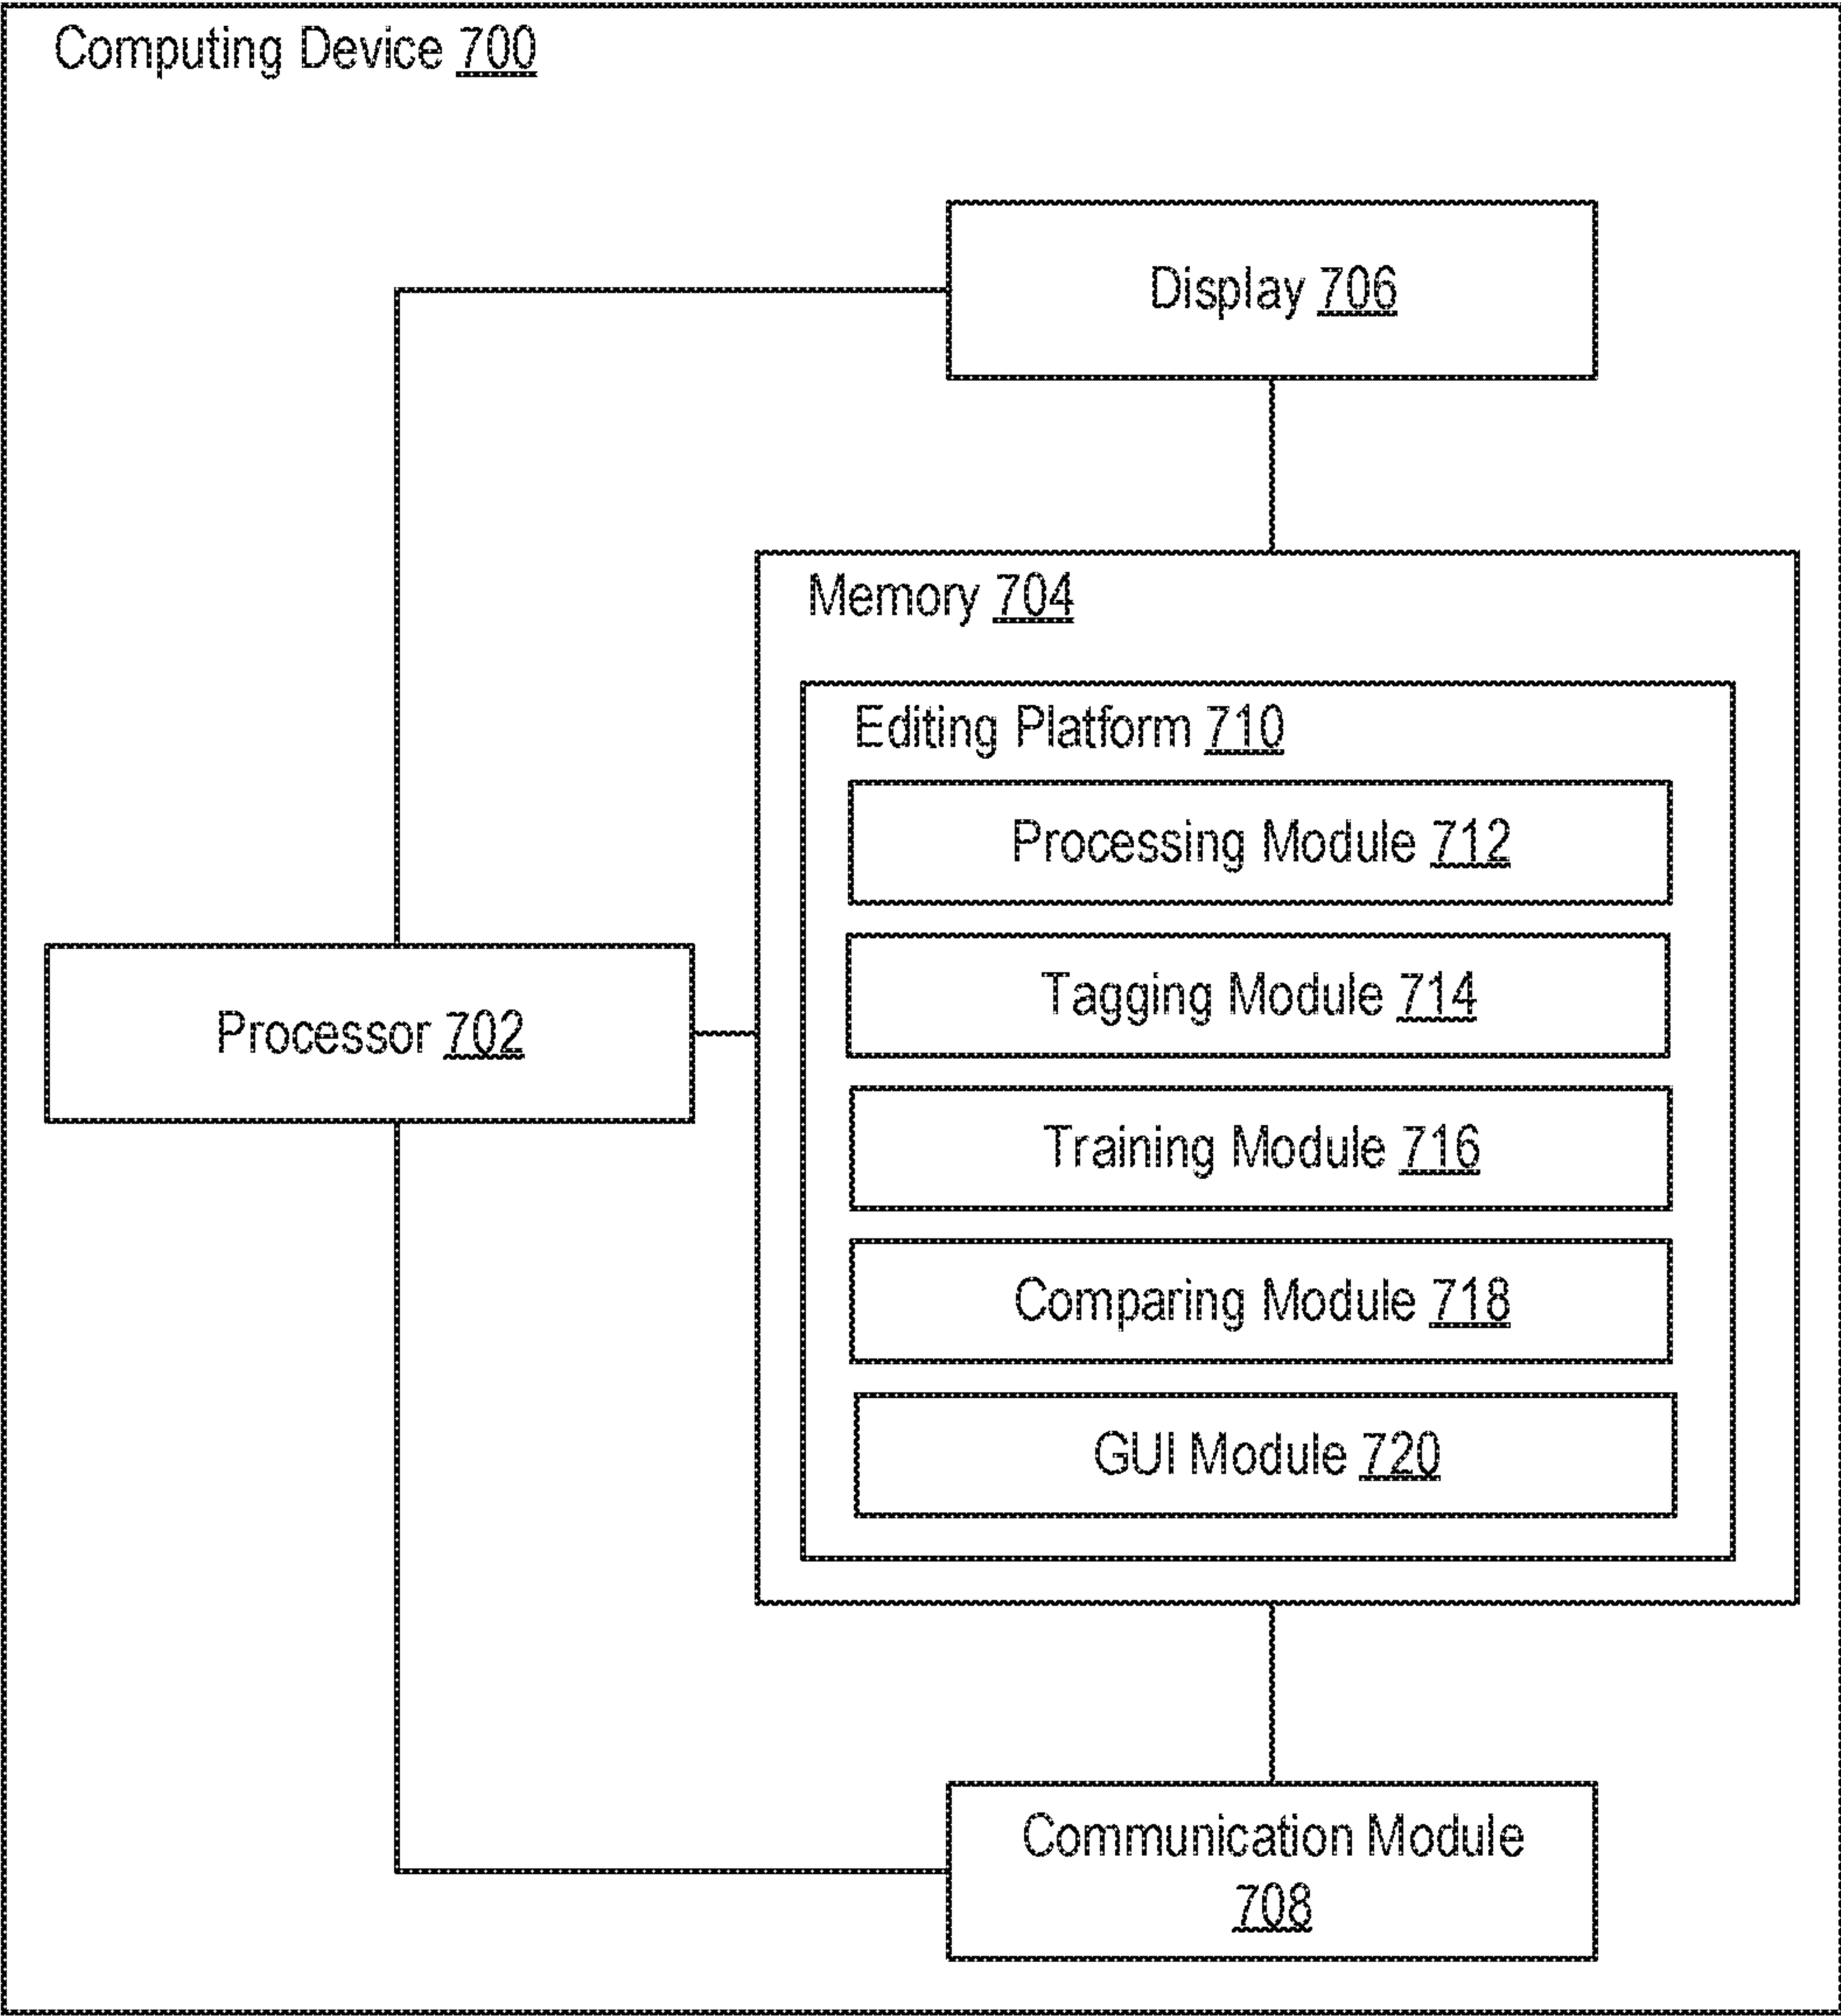 Computing Device 700
Display 706
Memory 704
Editing Platform 710
Processing Module 712
Tagging Module 714
Processor 702
Training Module 716
Comparing Module 718
GUI Module 720
Communication Module
708